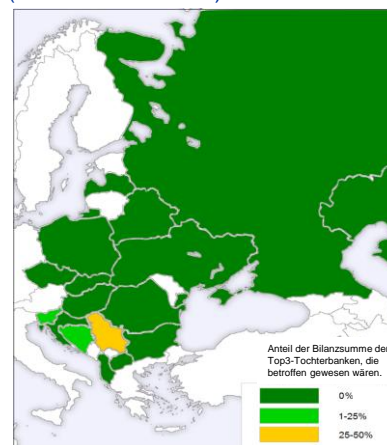 Anteil der Bilanzsumme der
Top3-Tochterbanken, die
betroffen gewesen wären.
0%
1-25%
25-50%